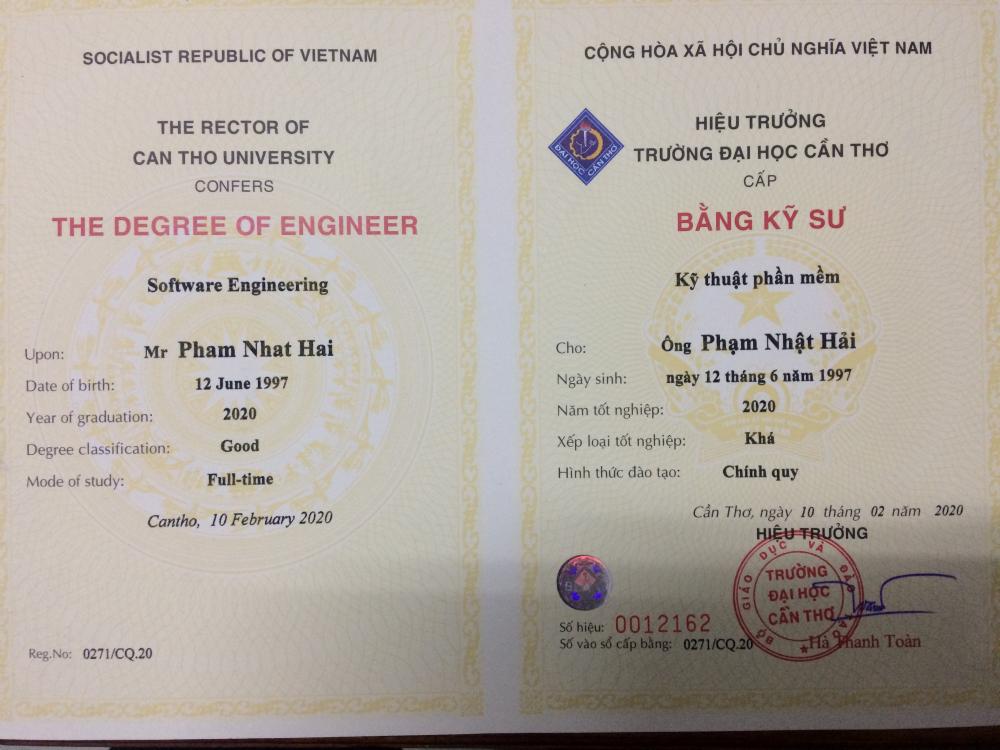 SOCIALIST REPUBLIC OF VIETNAM
THE RECTOR OF
CAN THO UNIVERSITY
CONFERS
THE DEGREE OF ENGINEER
Software Engineering
Upon: Mr Pham Nhat Hai
Date of birth: 12 June 1997
Year of graduation: 2020
Degree classification: Good
Mode of study: Full-time
Cantho, 10 February 2020
Reg.No: 0271/CQ.20
CỘNG HÒA XÃ HỘI CHỦ NGHĨA VIỆT NAM
ĐẠI HỌC CẦN THƠ
HIỆU TRƯỞNG
TRƯỜNG ĐẠI HỌC CẦN THƠ
CẤP
BẰNG KỸ SƯ
Kỹ thuật phần mềm
Cho: Ông Phạm Nhật Hải
Ngày sinh: ngày 12 tháng 6 năm 1997
Năm tốt nghiệp: 2020
Xếp loại tốt nghiệp: Khá
Hình thức đào tạo: Chính quy
Cần Thơ, ngày 10 tháng 02 năm 2020
HIỆU TRƯỞNG
BỘ GIÁO DỤC VÀ ĐÀO TẠO
TRƯỜNG
ĐẠI HỌC
CẦN THƠ
Số hiệu: 0012162
Số vào sổ cấp bằng: 0271/CQ.20
Hà Thanh Toàn